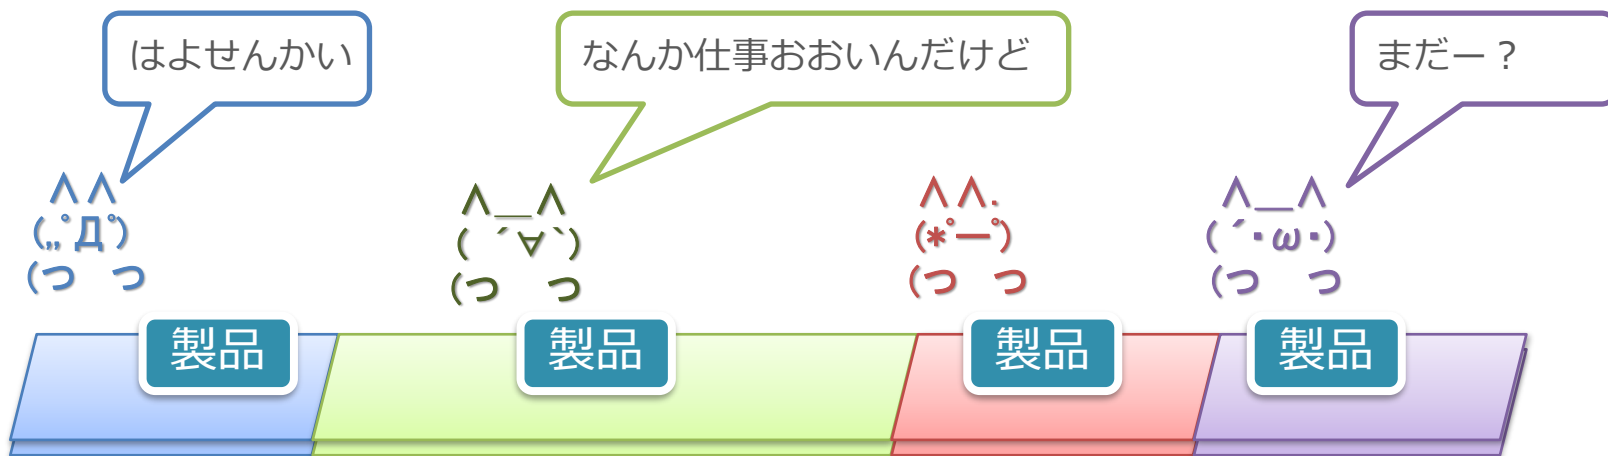 はよせんかい
なんか仕事おおいんだけど
まだー？
∧∧
(,,ﾟДﾟ)
(つ　つ
∧＿∧
(　´∀`)
(つ　つ
∧∧.
(*ﾟーﾟ)
(つ　つ
∧＿∧
(´・ω・)
(つ　つ
製品
製品
製品
製品